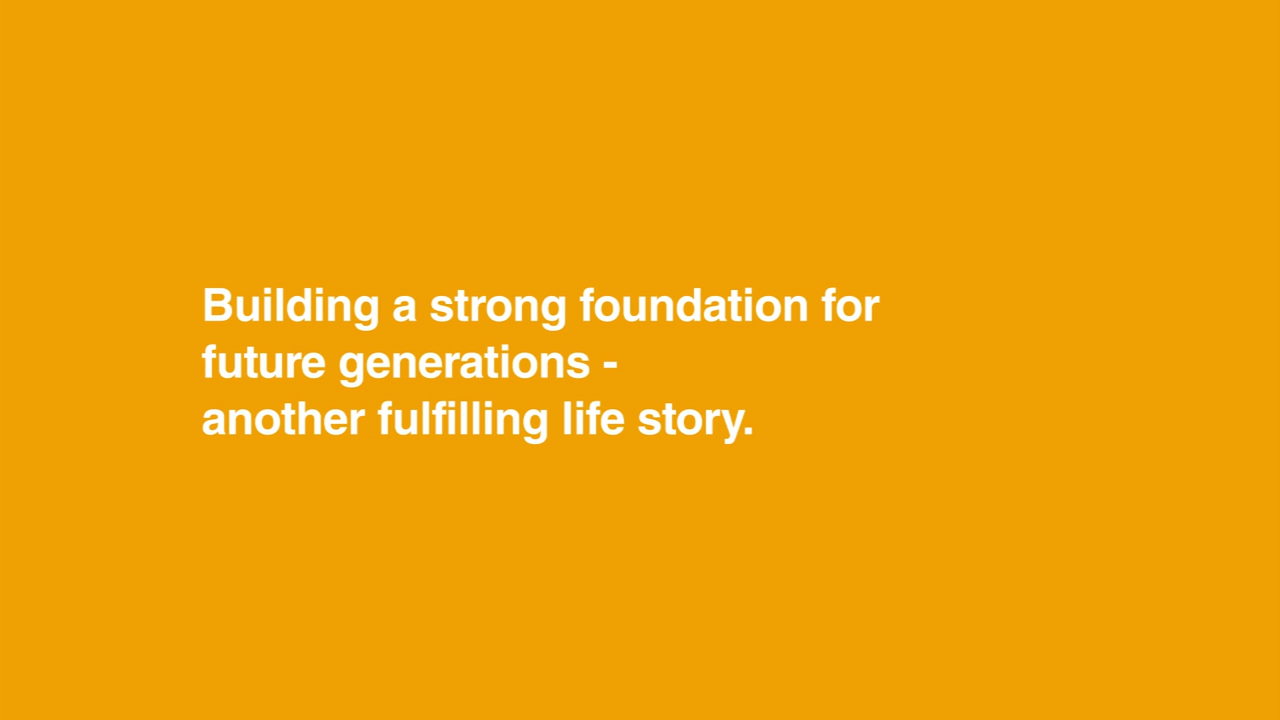 Building a strong foundation for
future generations -
another fulfilling life story.